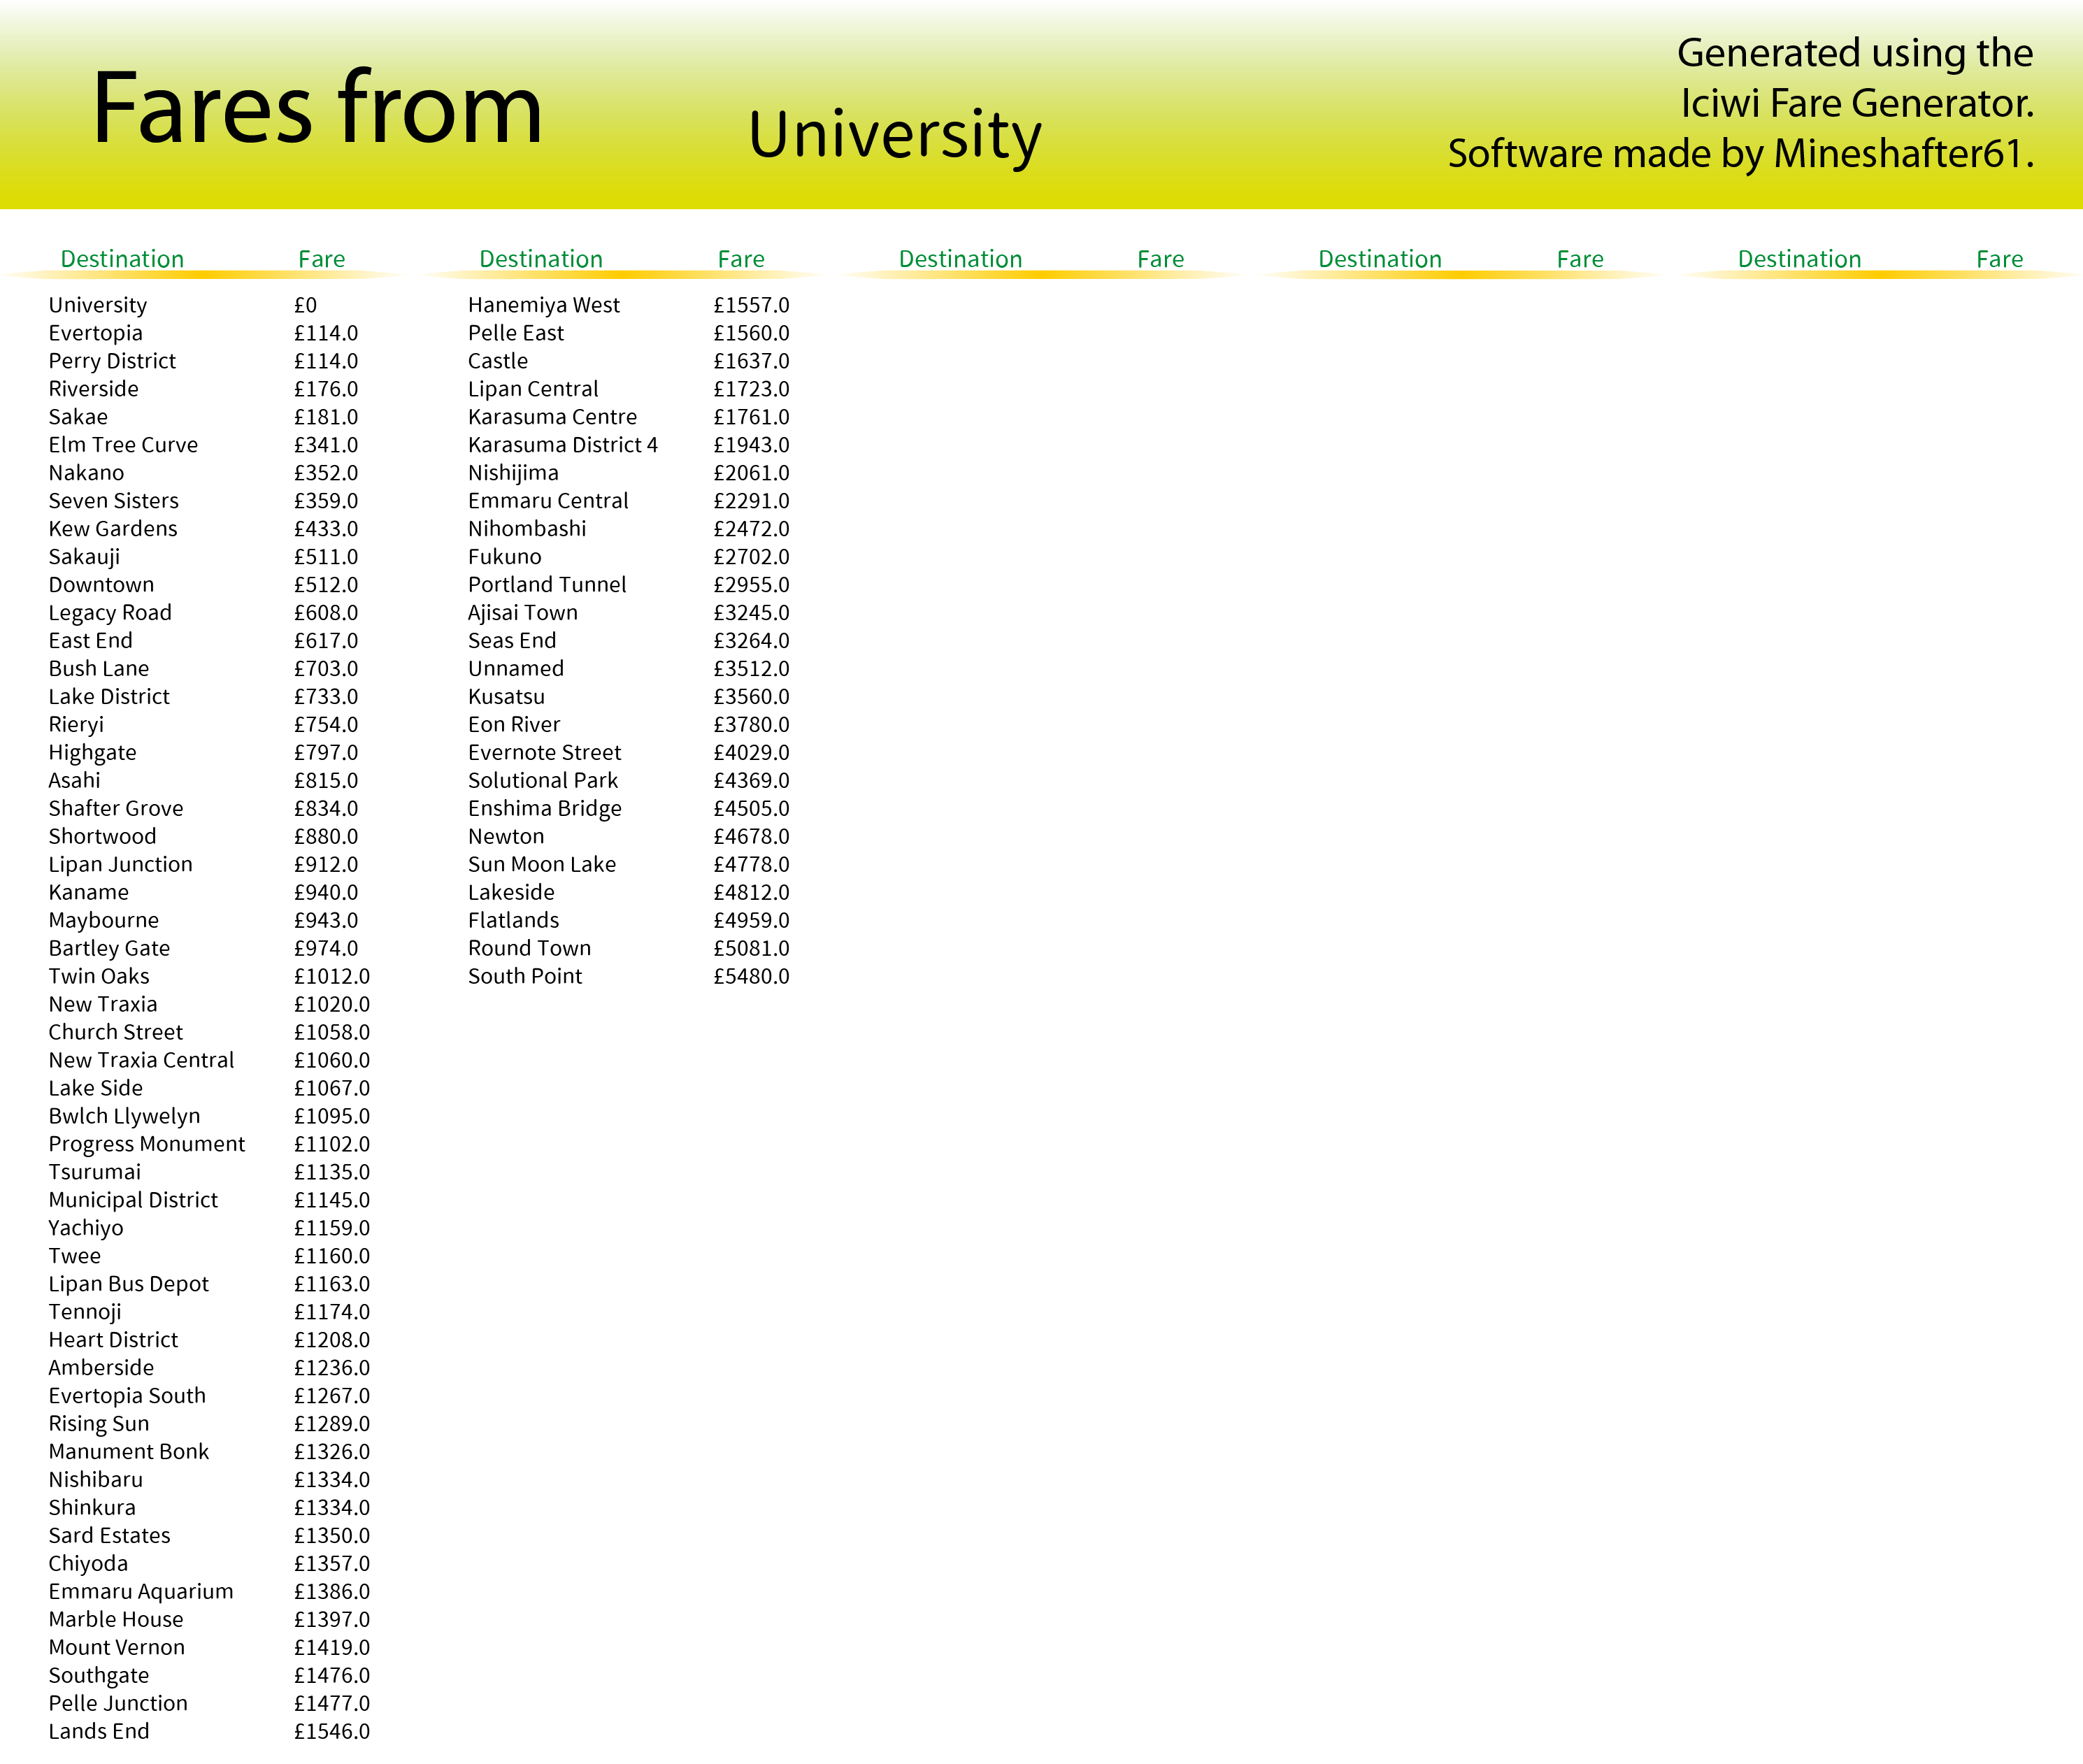 Fares from
University
Generated using the
Iciwi Fare Generator.
Software made by Mineshafter61.
Destination Fare Destination Fare Destination Fare Destination Fare Destination Fare
University £0
Evertopia £114.0
Perry District £114.0
Riverside £176.0
Sakae £181.0
Elm Tree Curve £341.0
Nakano £352.0
Seven Sisters £359.0
Kew Gardens £433.0
Sakauji £511.0
Downtown £512.0
Legacy Road £608.0
East End £617.0
Bush Lane £703.0
Lake District £733.0
Rieryi £754.0
Highgate £797.0
Asahi £815.0
Shafter Grove £834.0
Shortwood £880.0
Lipan Junction £912.0
Kaname £940.0
Maybourne £943.0
Bartley Gate £974.0
Twin Oaks £1012.0
New Traxia £1020.0
Church Street £1058.0
New Traxia Central £1060.0
Lake Side £1067.0
Bwlch Llywelyn £1095.0
Progress Monument £1102.0
Tsurumai £1135.0
Municipal District £1145.0
Yachiyo £1159.0
Twee £1160.0
Lipan Bus Depot £1163.0
Tennoji £1174.0
Heart District £1208.0
Amberside £1236.0
Evertopia South £1267.0
Rising Sun £1289.0
Manument Bonk £1326.0
Nishibaru £1334.0
Shinkura £1334.0
Sard Estates £1350.0
Chiyoda £1357.0
Emmaru Aquarium £1386.0
Marble House £1397.0
Mount Vernon £1419.0
Southgate £1476.0
Pelle Junction £1477.0
Lands End £1546.0
Hanemiya West £1557.0
Pelle East £1560.0
Castle £1637.0
Lipan Central £1723.0
Karasuma Centre £1761.0
Karasuma District 4 £1943.0
Nishijima £2061.0
Emmaru Central £2291.0
Nihombashi £2472.0
Fukuno £2702.0
Portland Tunnel £2955.0
Ajisai Town £3245.0
Seas End £3264.0
Unnamed £3512.0
Kusatsu £3560.0
Eon River £3780.0
Evernote Street £4029.0
Solutional Park £4369.0
Enshima Bridge £4505.0
Newton £4678.0
Sun Moon Lake £4778.0
Lakeside £4812.0
Flatlands £4959.0
Round Town £5081.0
South Point £5480.0